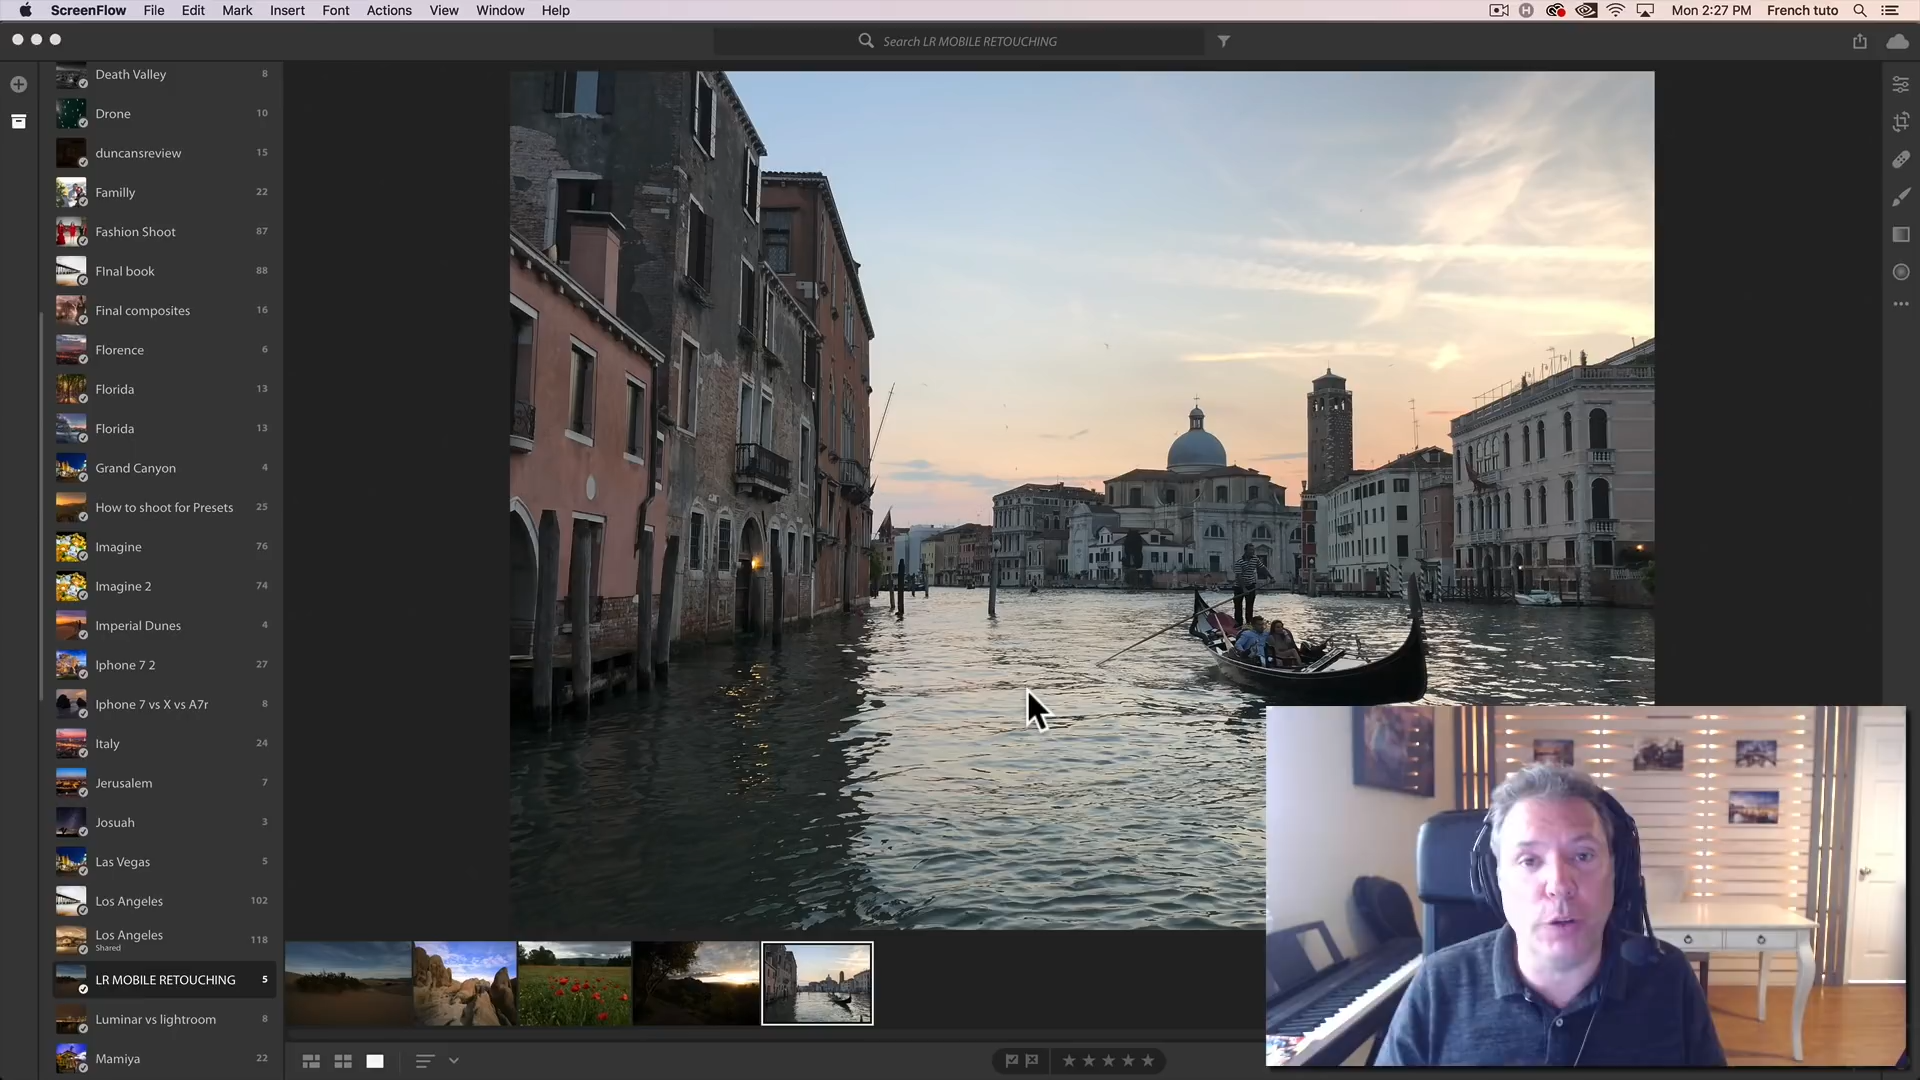 ScreenFlow File Edit Mark Insert Font Actions View Window Help Mon 2:27 PM French tuto
Search LR MOBILE RETOUCHING
Death Valley 8
Drone 10
duncansreview 15
Familly 22
Fashion Shoot 87
FInal book 88
Final composites 16
Florence 6
Florida 13
Florida 13
Grand Canyon 4
How to shoot for Presets 25
Imagine 76
Imagine 2 74
Imperial Dunes 4
Iphone 7 2 27
Iphone 7 vs X vs A7r 8
Italy 24
Jerusalem 7
Josuah 3
Las Vegas 5
Los Angeles 102
Los Angeles 118
Shared
LR MOBILE RETOUCHING 5
Luminar vs lightroom 8
Mamiya 22